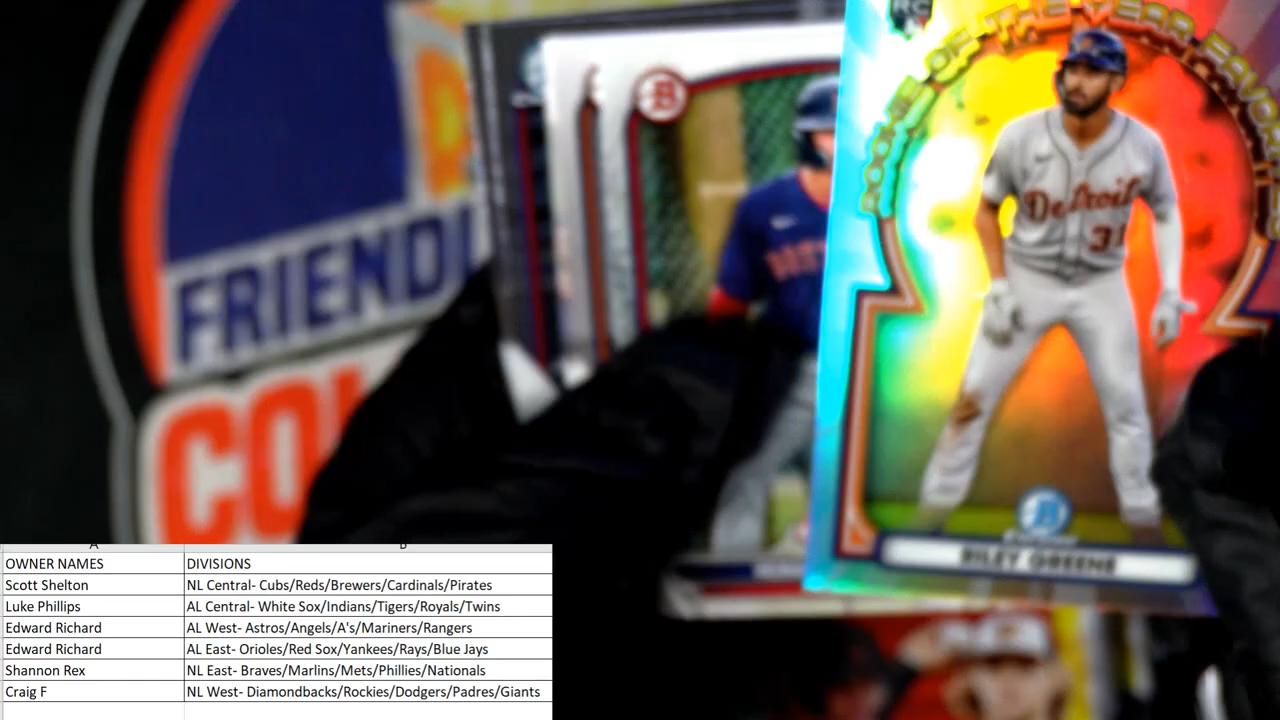 RC
ROOKIE OF THE YEAR FAVORITES
B
Detroit
31
FRIENDL
COL
B
RILEY GREENE
A B
OWNER NAMES DIVISIONS
Scott Shelton NL Central- Cubs/Reds/Brewers/Cardinals/Pirates
Luke Phillips AL Central- White Sox/Indians/Tigers/Royals/Twins
Edward Richard AL West- Astros/Angels/A's/Mariners/Rangers
Edward Richard AL East- Orioles/Red Sox/Yankees/Rays/Blue Jays
Shannon Rex NL East- Braves/Marlins/Mets/Phillies/Nationals
Craig F NL West- Diamondbacks/Rockies/Dodgers/Padres/Giants